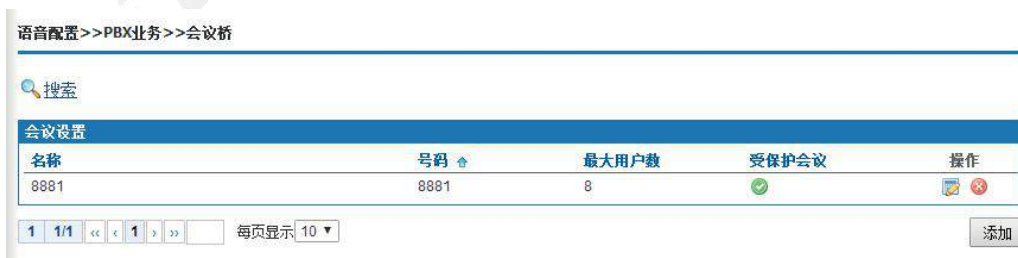 语音配置>>PBX业务>>会议桥
搜索
会议设置
名称 号码 最大用户数 受保护会议 操作
8881 8881 8
1 1/1 « ‹ 1 › » 每页显示 10 ▼ 添加